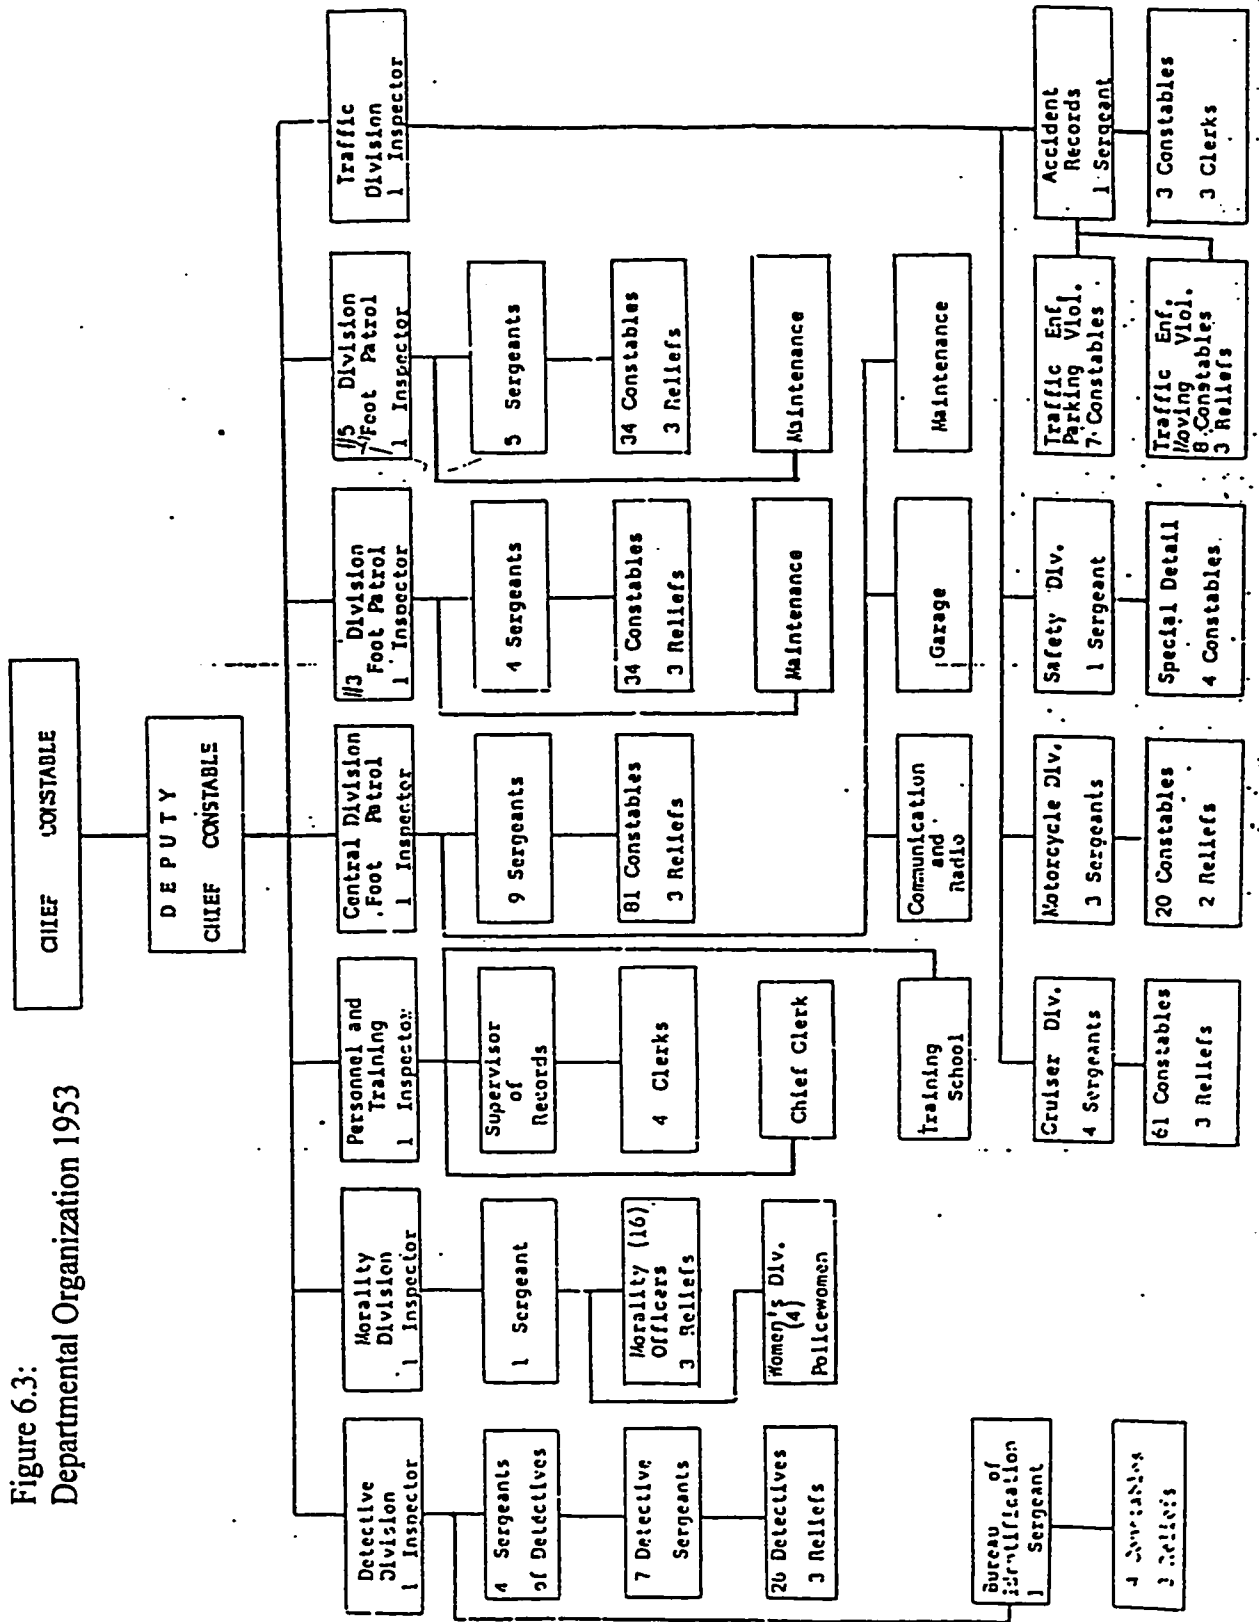 Figure 6.3:
Departmental Organization 1953
CHIEF CONSTABLE
DEPUTY
CHIEF CONSTABLE
Detective
Division
1 Inspector
4 Sergeants
of Detectives
7 Detective
Sergeants
26 Detectives
3 Reliefs
Bureau of
Identification
1 Sergeant
Morality
Division
1 Inspector
1 Sergeant
Morality (16)
Officers
3 Reliefs
Women's Div.
(4)
Policewomen
Personnel and
Training
1 Inspector
Supervisor
of
Records
4 Clerks
Chief Clerk
Training
School
Central Division
Foot Patrol
1 Inspector
9 Sergeants
81 Constables
3 Reliefs
Communication
and
Radio
Garage
Maintenance
#3 Division
Foot Patrol
1 Inspector
4 Sergeants
34 Constables
3 Reliefs
Maintenance
#5 Division
Foot Patrol
1 Inspector
5 Sergeants
34 Constables
3 Reliefs
Maintenance
Traffic
Division
1 Inspector
Cruiser Div.
4 Sergeants
61 Constables
3 Reliefs
Motorcycle Div.
3 Sergeants
20 Constables
2 Reliefs
Safety Div.
1 Sergeant
Special Detail
4 Constables
Traffic Enf.
Parking Viol.
7 Constables
Traffic Enf.
Moving Viol.
8 Constables
3 Reliefs
Accident
Records
1 Sergeant
3 Constables
3 Clerks